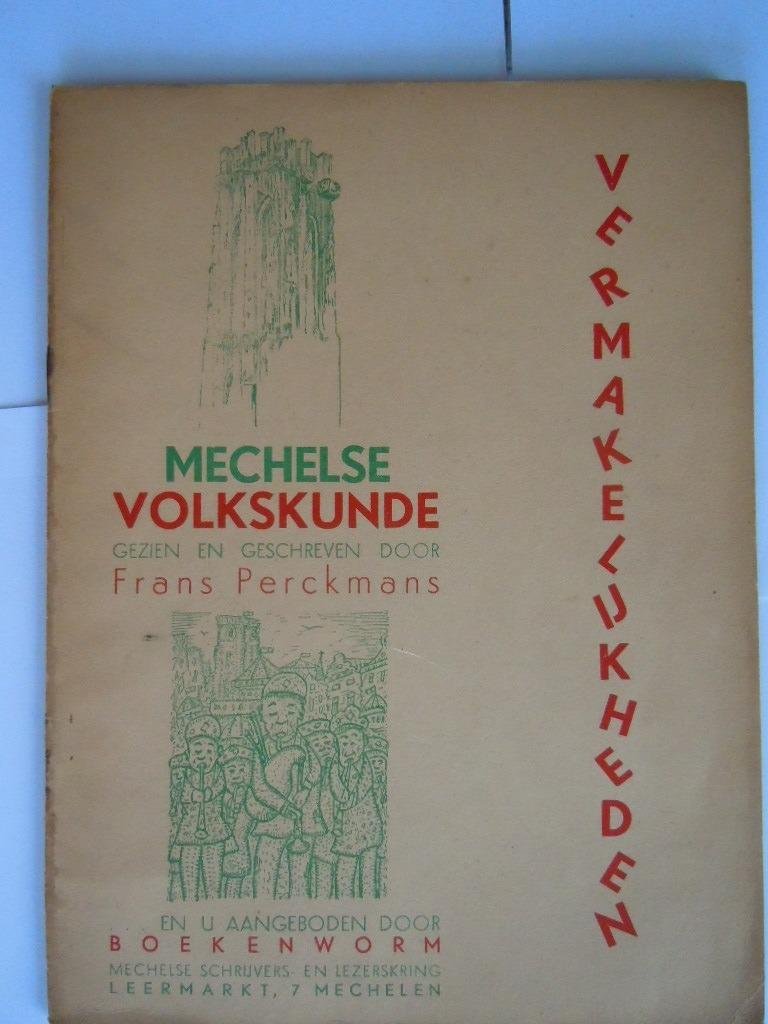 MECHELSE
VOLKSKUNDE
GEZIEN EN GESCHREVEN DOOR
Frans Perckmans
EN U AANGEBODEN DOOR
BOEKENWORM
MECHELSE SCHRIJVERS- EN LEZERSKRING
LEERMARKT, 7 MECHELEN
VERMAKELIJKHEDEN